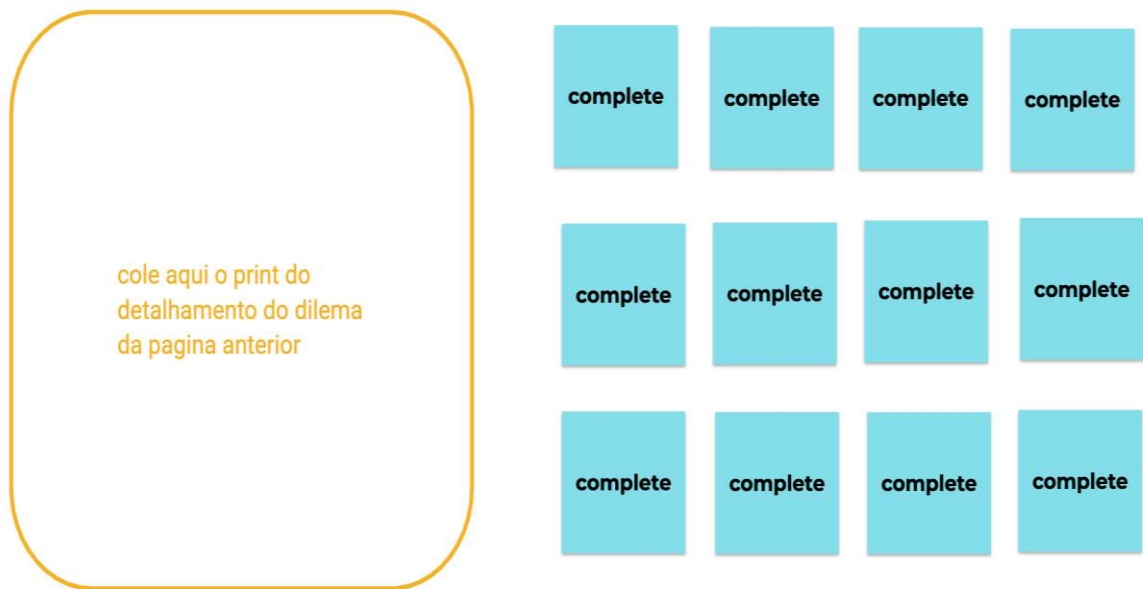 complete complete complete complete
cole aqui o print do
detalhamento do dilema
da pagina anterior
complete complete complete complete
complete complete complete complete